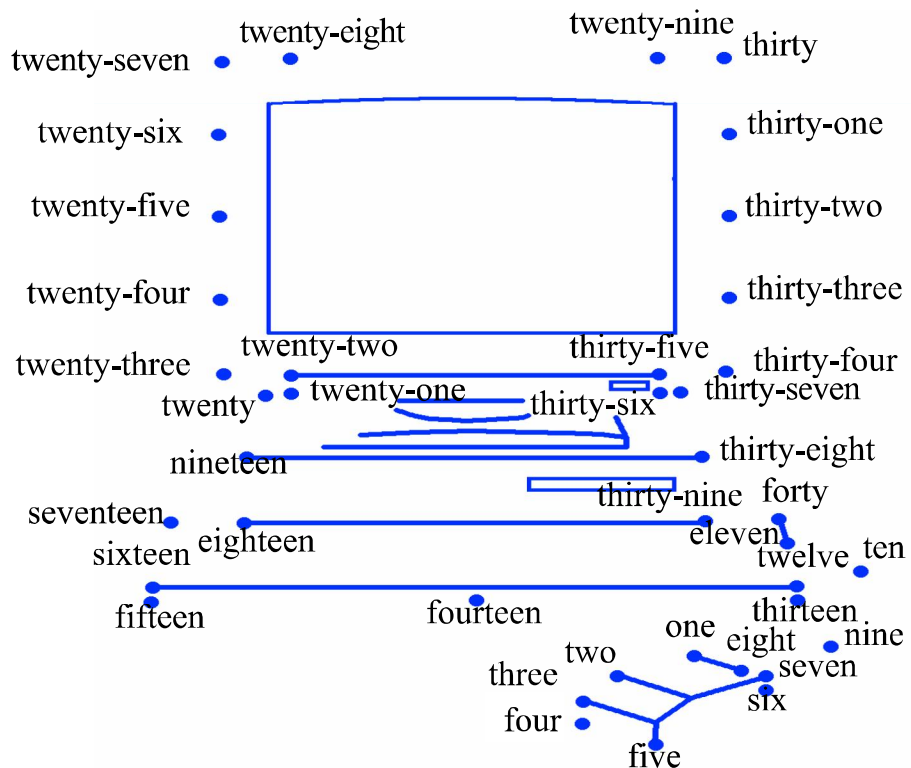 twenty-eight twenty-nine
twenty-seven thirty
twenty-six thirty-one
twenty-five thirty-two
twenty-four thirty-three
twenty-three twenty-two thirty-five thirty-four
twenty twenty-one thirty-six thirty-seven
nineteen thirty-eight
thirty-nine forty
seventeen eighteen eleven
sixteen twelve ten
fifteen fourteen thirteen
one eight nine
three two seven
six
four
five